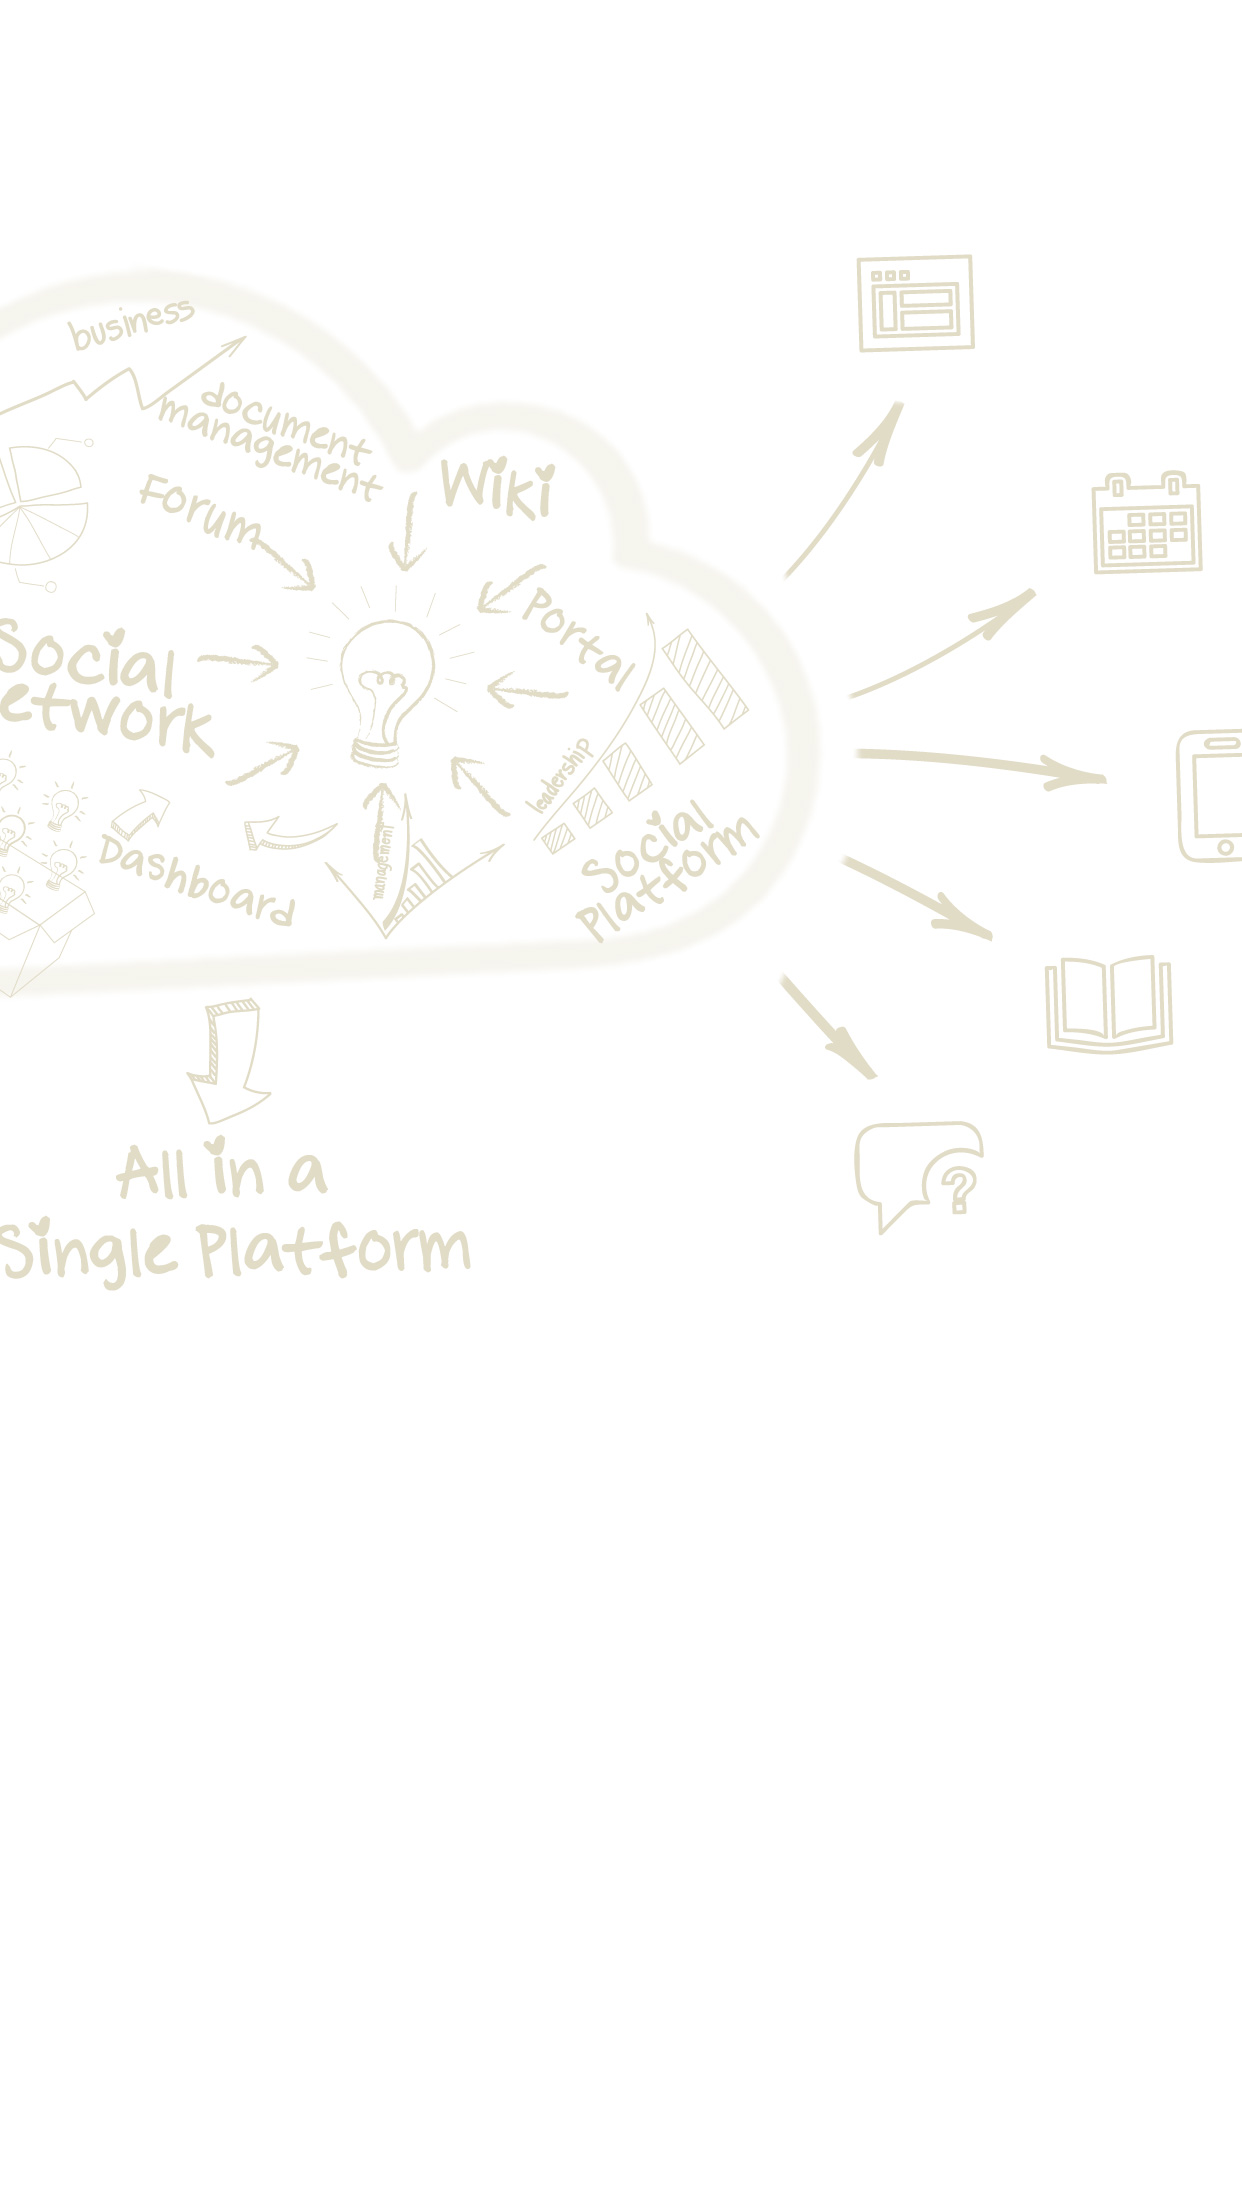 business
document
management
Forum
Wiki
Portal
Social
etwork
leadership
management
Dashboard
Social
Platform
All in a
Single Platform
?